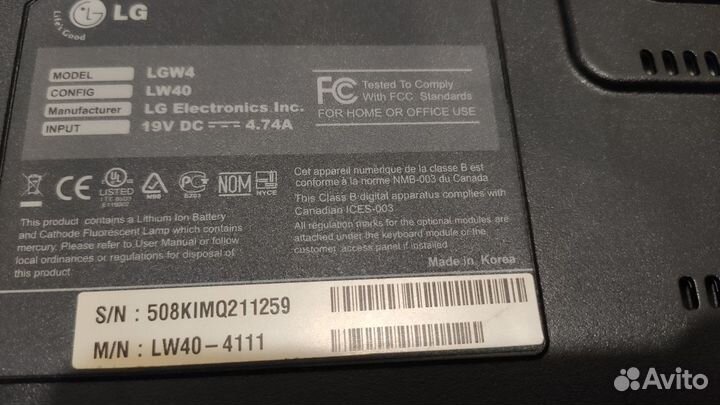 LG
Life's Good
MODEL LGW4
CONFIG LW40
Manufacturer LG Electronics Inc.
INPUT 19V DC 4.74A
FC Tested To Comply
With FCC Standards
FOR HOME OR OFFICE USE
CE
UL
LISTED
NOM
NYCE
Cet appareil numérique de la classe B est
conforme à la norme NMB-003 du Canada
This Class B digital apparatus complies with
Canadian ICES-003
All regulation marks for the optional modules are
attached under the keyboard module or the
customer access panel if installed
This product contains a Lithium Ion Battery
and Cathode Fluorescent Lamp which contains
mercury. Please refer to User Manual or follow
local ordinances or regulations for disposal of
this product
Made in Korea
S/N : 508KIMQ211259
M/N : LW40-4111
Avito